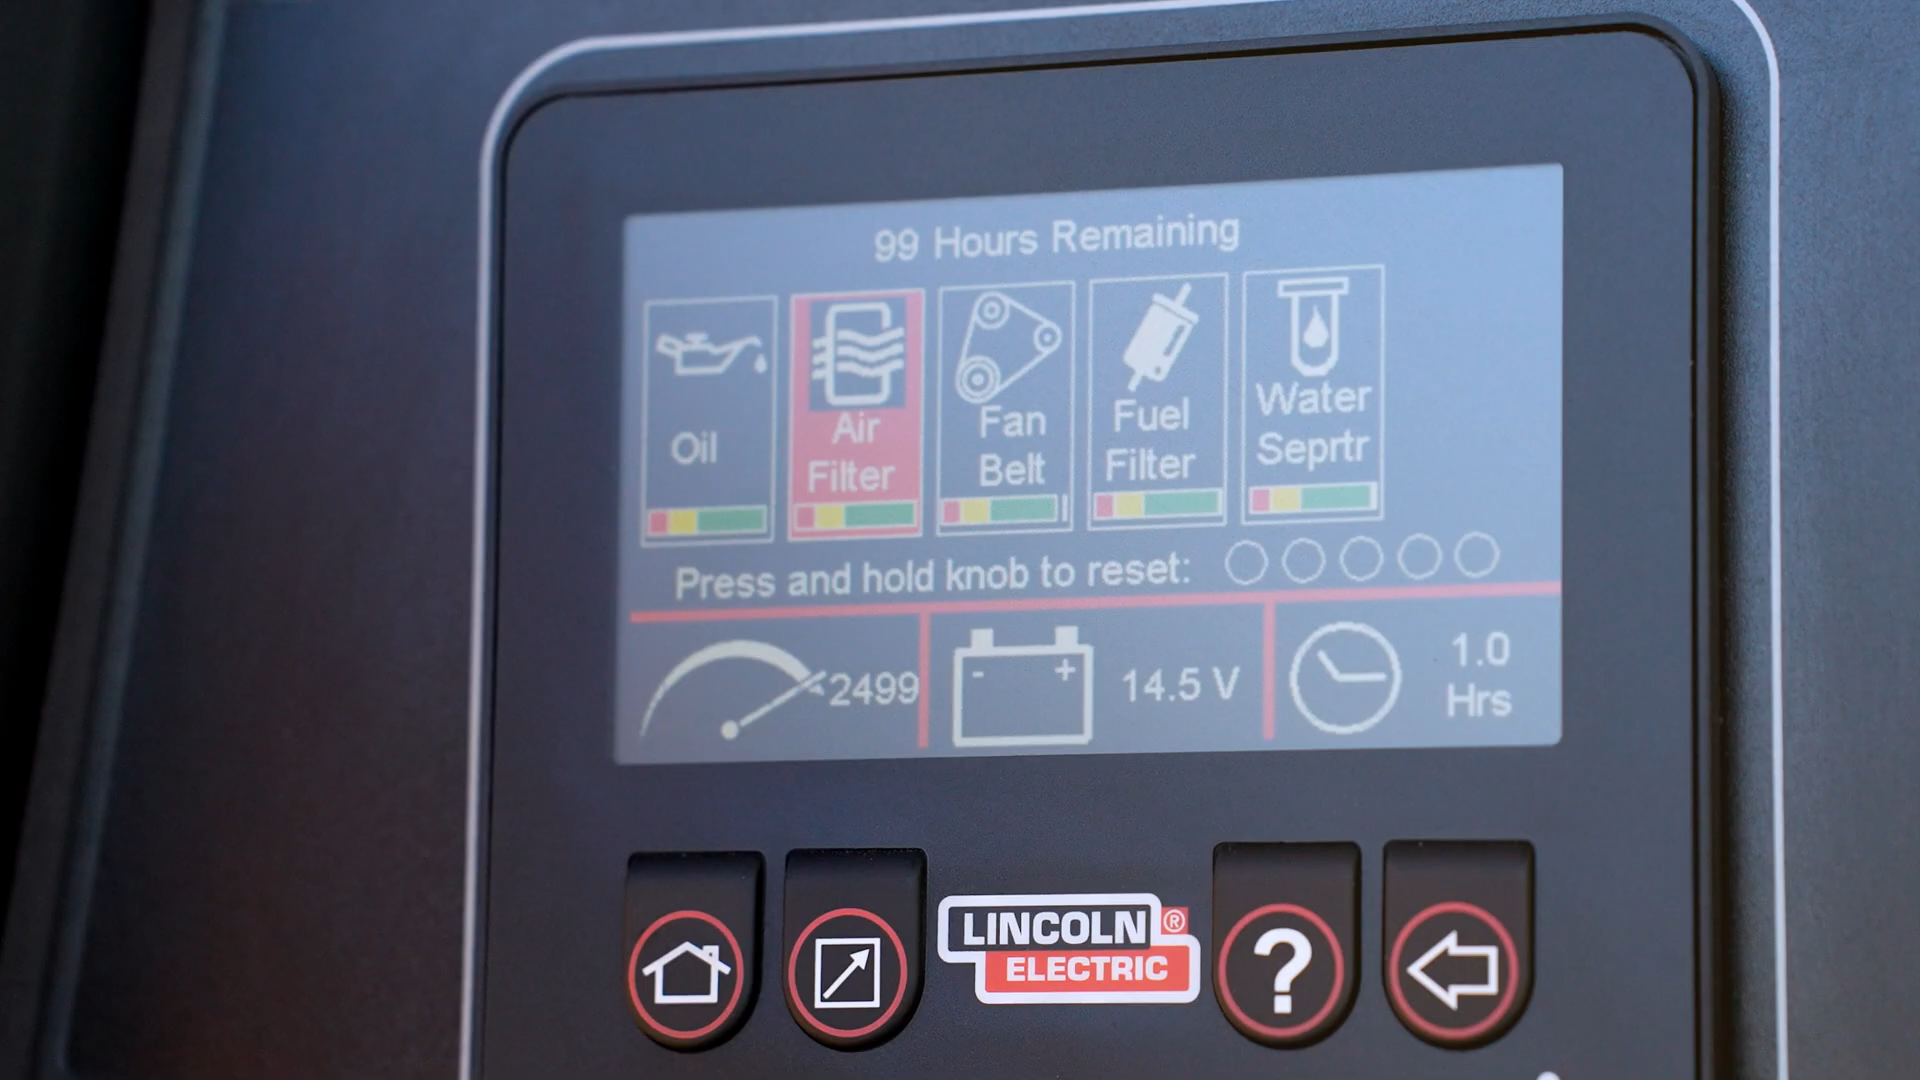 99 Hours Remaining
Oil
Air
Filter
Fan
Belt
Fuel
Filter
Water
Seprtr
Press and hold knob to reset:
2499
- +
14.5 V
1.0
Hrs
LINCOLN ®
ELECTRIC
?